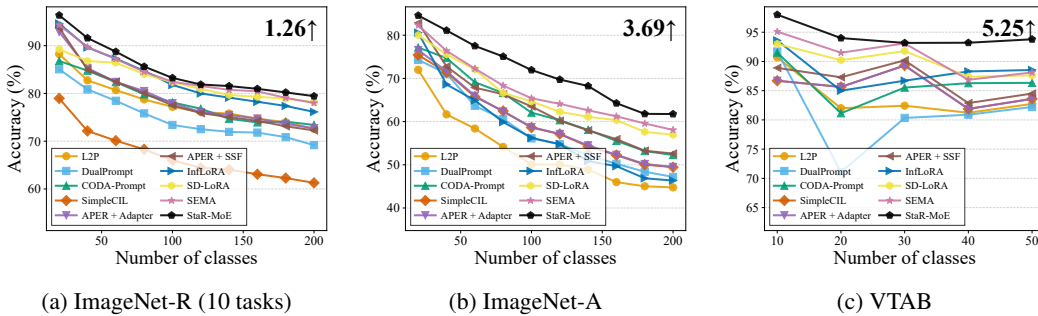 1.26↑
Accuracy (%)
90
80
70
60
L2P
DualPrompt
CODA-Prompt
SimpleCIL
APER + Adapter
APER + SSF
InfLoRA
SD-LoRA
SEMA
StaR-MoE
50
100
150
200
Number of classes
(a) ImageNet-R (10 tasks)
3.69↑
Accuracy (%)
80
70
60
50
40
L2P
DualPrompt
CODA-Prompt
SimpleCIL
APER + Adapter
APER + SSF
InfLoRA
SD-LoRA
SEMA
StaR-MoE
50
100
150
200
Number of classes
(b) ImageNet-A
5.25↑
Accuracy (%)
95
90
85
80
75
70
65
L2P
DualPrompt
CODA-Prompt
SimpleCIL
APER + Adapter
APER + SSF
InfLoRA
SD-LoRA
SEMA
StaR-MoE
10
20
30
40
50
Number of classes
(c) VTAB